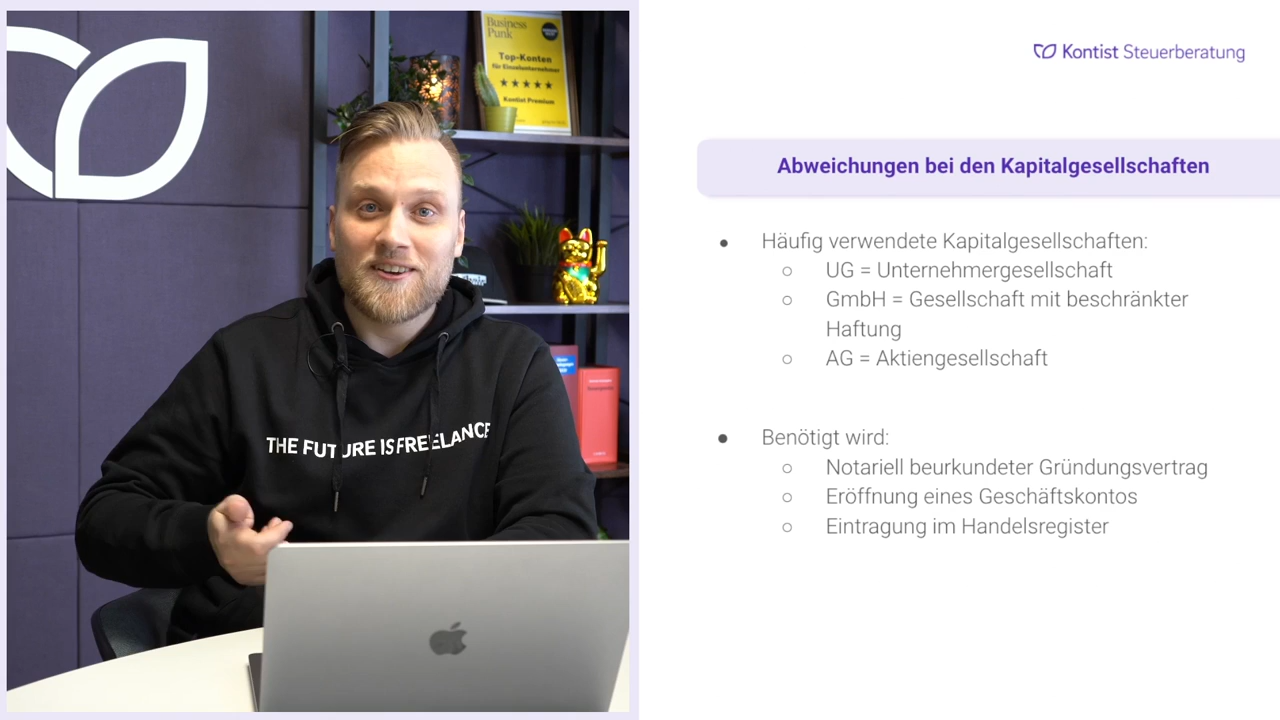 Business
Punk
Top-Konten
für Einzelunternehmer
Kontist Premium
THE FUTURE IS FREELANCE
Kontist Steuerberatung
Abweichungen bei den Kapitalgesellschaften
● Häufig verwendete Kapitalgesellschaften:
○ UG = Unternehmergesellschaft
○ GmbH = Gesellschaft mit beschränkter
Haftung
○ AG = Aktiengesellschaft
● Benötigt wird:
○ Notariell beurkundeter Gründungsvertrag
○ Eröffnung eines Geschäftskontos
○ Eintragung im Handelsregister